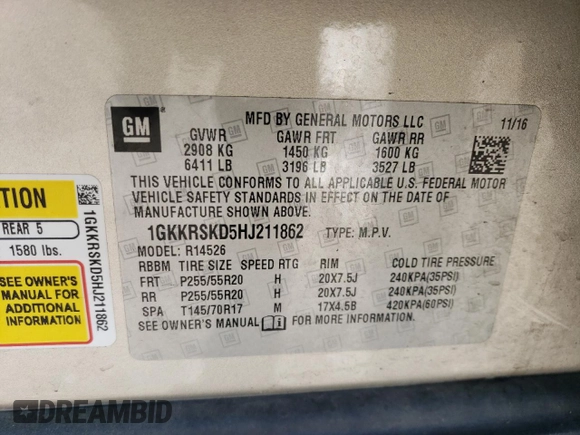 GM
MFD BY GENERAL MOTORS LLC
11/16
GVWR GAWR FRT GAWR RR
2908 KG 1450 KG 1600 KG
6411 LB 3196 LB 3527 LB
THIS VEHICLE CONFORMS TO ALL APPLICABLE U.S. FEDERAL MOTOR
VEHICLE SAFETY STANDARDS IN EFFECT ON THE DATE OF
MANUFACTURE SHOWN ABOVE.
1GKKRSKD5HJ211862 TYPE: M.P.V.
MODEL: R14526
RBBM TIRE SIZE SPEED RTG RIM COLD TIRE PRESSURE
FRT P255/55R20 H 20X7.5J 240KPA(35PSI)
RR P255/55R20 H 20X7.5J 240KPA(35PSI)
SPA T145/70R17 M 17X4.5B 420KPA(60PSI)
SEE OWNER'S MANUAL FOR MORE INFORMATION.
TION
REAR 5
1580 lbs.
SEE OWNER'S
MANUAL FOR
ADDITIONAL
INFORMATION
1GKKRSKD5HJ211862
DREAMBID